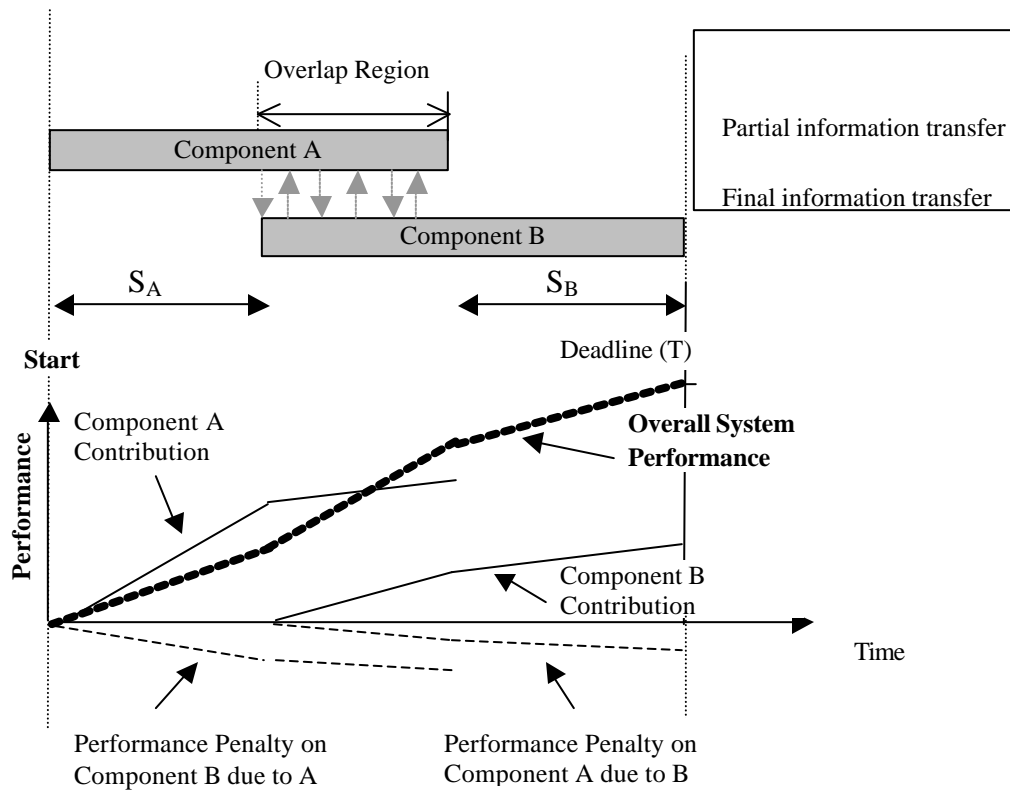 Overlap Region
Component A
Partial information transfer
Final information transfer
Component B
S_A
S_B
Start
Deadline (T)
Component A
Contribution
Overall System
Performance
Performance
Component B
Contribution
Time
Performance Penalty on
Component B due to A
Performance Penalty on
Component A due to B